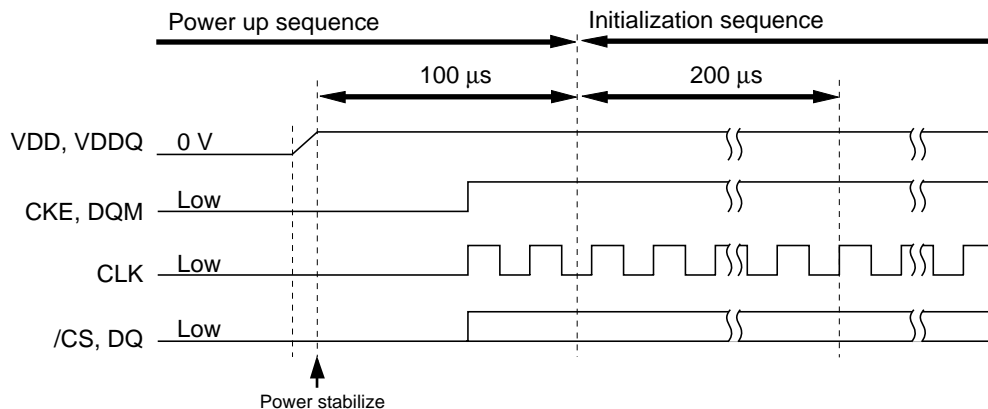 Power up sequence
Initialization sequence
100 μs
200 μs
VDD, VDDQ
0 V
CKE, DQM
Low
CLK
Low
/CS, DQ
Low
Power stabilize